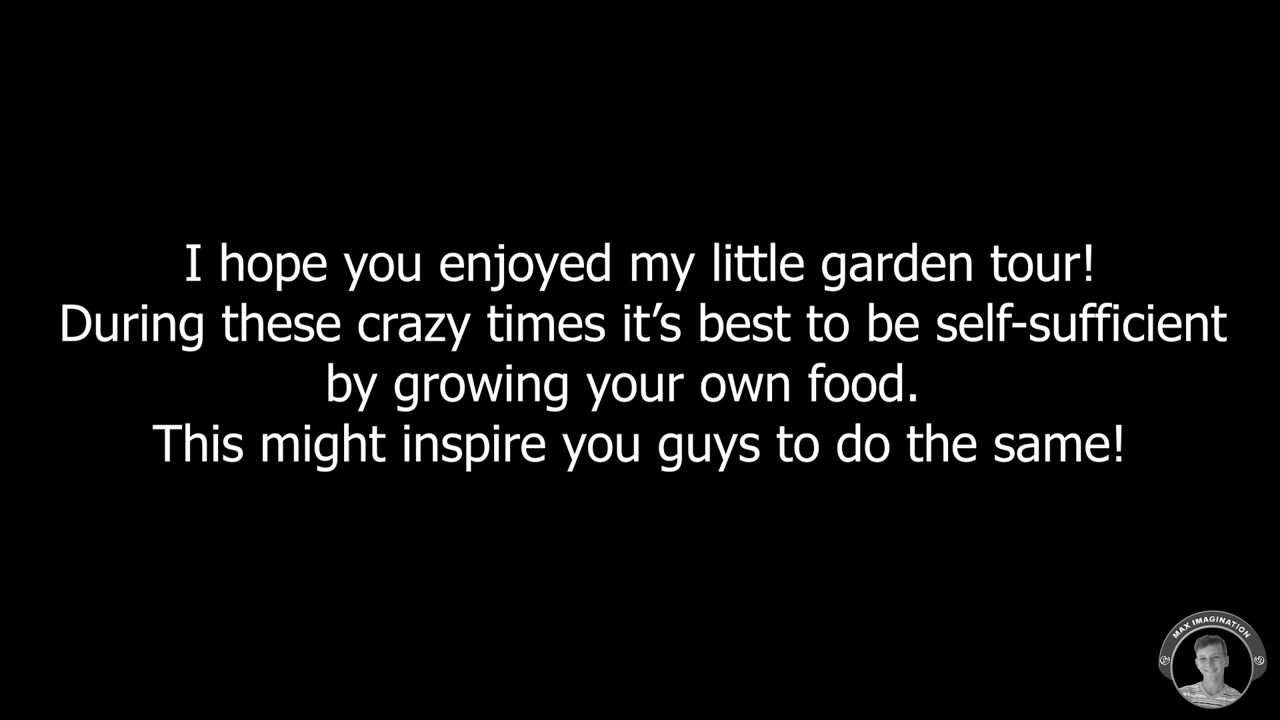 I hope you enjoyed my little garden tour!
During these crazy times it’s best to be self-sufficient
by growing your own food.
This might inspire you guys to do the same!
MAX IMAGINATION